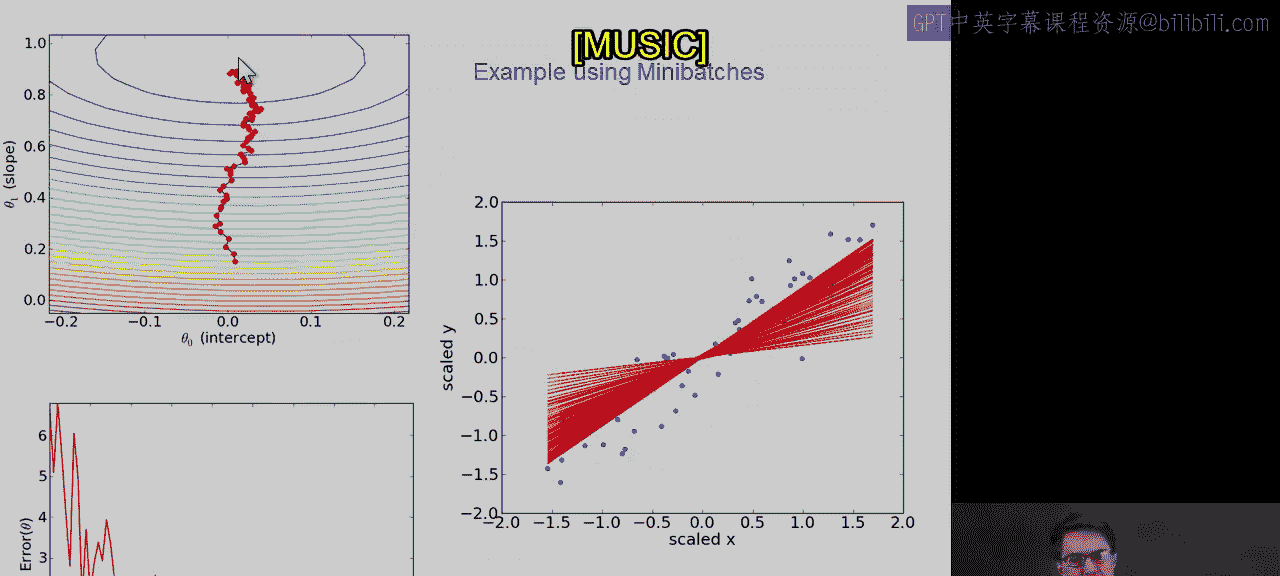 GPT中英字幕课程资源@bilibili.com
[MUSIC]
Example using Minibatches
1.0
0.8
0.6
0.4
0.2
0.0
θ₁ (slope)
−0.2 −0.1 0.0 0.1 0.2
θ₀ (intercept)
2.0
1.5
1.0
0.5
0.0
−0.5
−1.0
−1.5
−2.0
scaled y
−2.0 −1.5 −1.0 −0.5 0.0 0.5 1.0 1.5 2.0
scaled x
6
5
4
3
Error(θ)